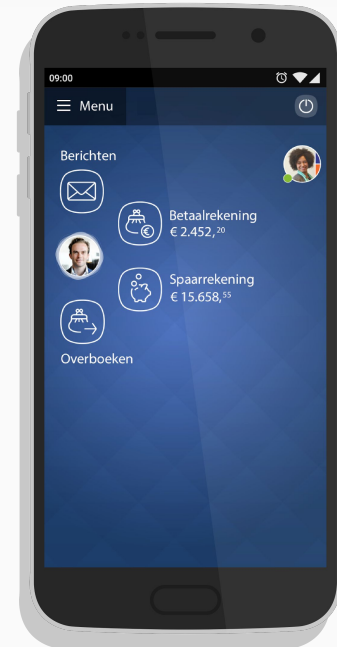 09:00
Menu
Berichten
Betaalrekening
€ 2.452,20
Spaarrekening
€ 15.658,55
Overboeken